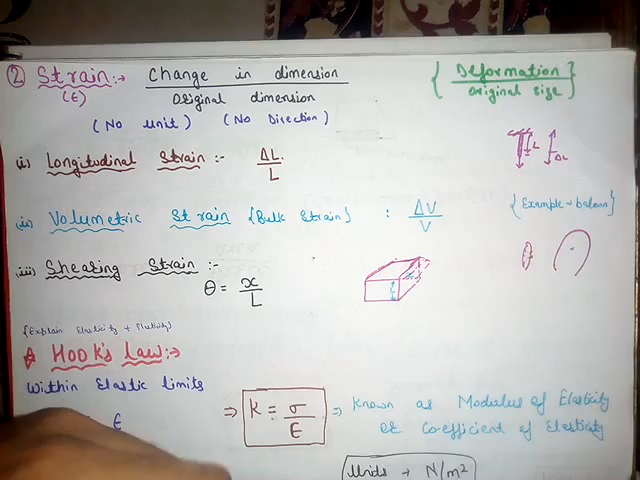 ② Strain :→ Change in dimension / Original dimension
(ε)
{ Deformation / original size }
(No Unit) (No Direction)
(i) Longitudinal Strain :- ΔL / L
L ΔL
(ii) Volumetric Strain {Bulk Strain} : ΔV / V
{Example → baloon}
(iii) Shearing Strain :-
θ = x / L
{Explain Elasticity + Plasticity}
Hook's Law :→
Within Elastic limits
ε
⇒ K = σ / ε ⇒ Known as Modulus of Elasticity
or Coefficient of Elasticity
Units → N/m²